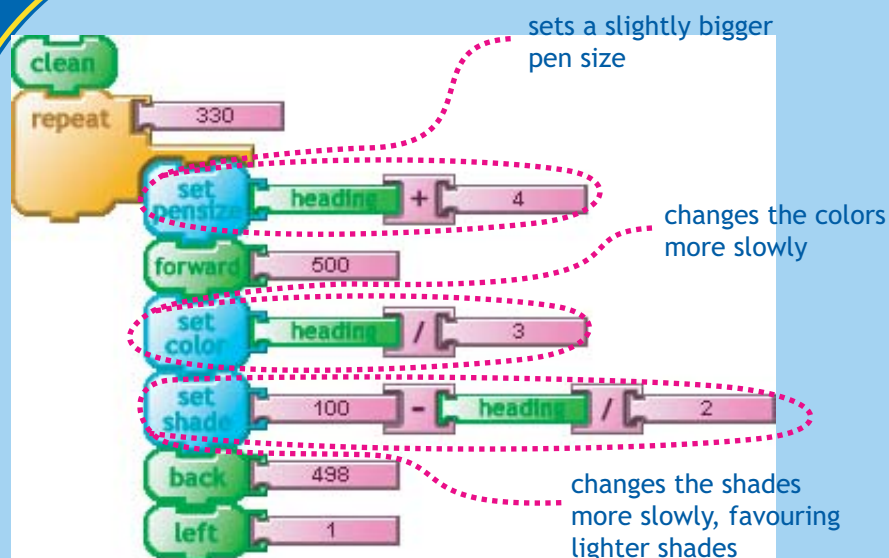 sets a slightly bigger
pen size
clean
repeat 330
set
pensize heading + 4
changes the colors
more slowly
forward 500
set
color heading / 3
set
shade 100 - heading / 2
back 498
changes the shades
more slowly, favouring
lighter shades
left 1